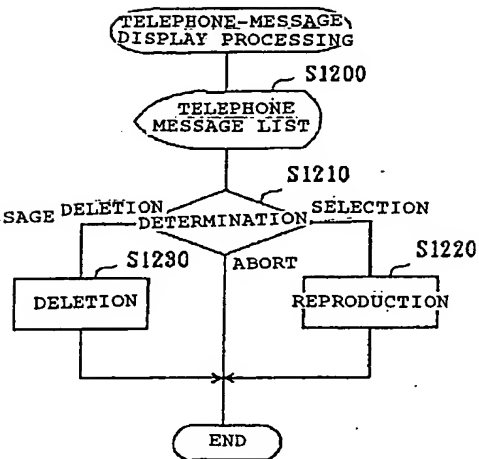 TELEPHONE-MESSAGE
DISPLAY PROCESSING
S1200
TELEPHONE
MESSAGE LIST
S1210
SAGE DELETION
DETERMINATION
SELECTION
S1230
ABORT
S1220
DELETION
REPRODUCTION
END